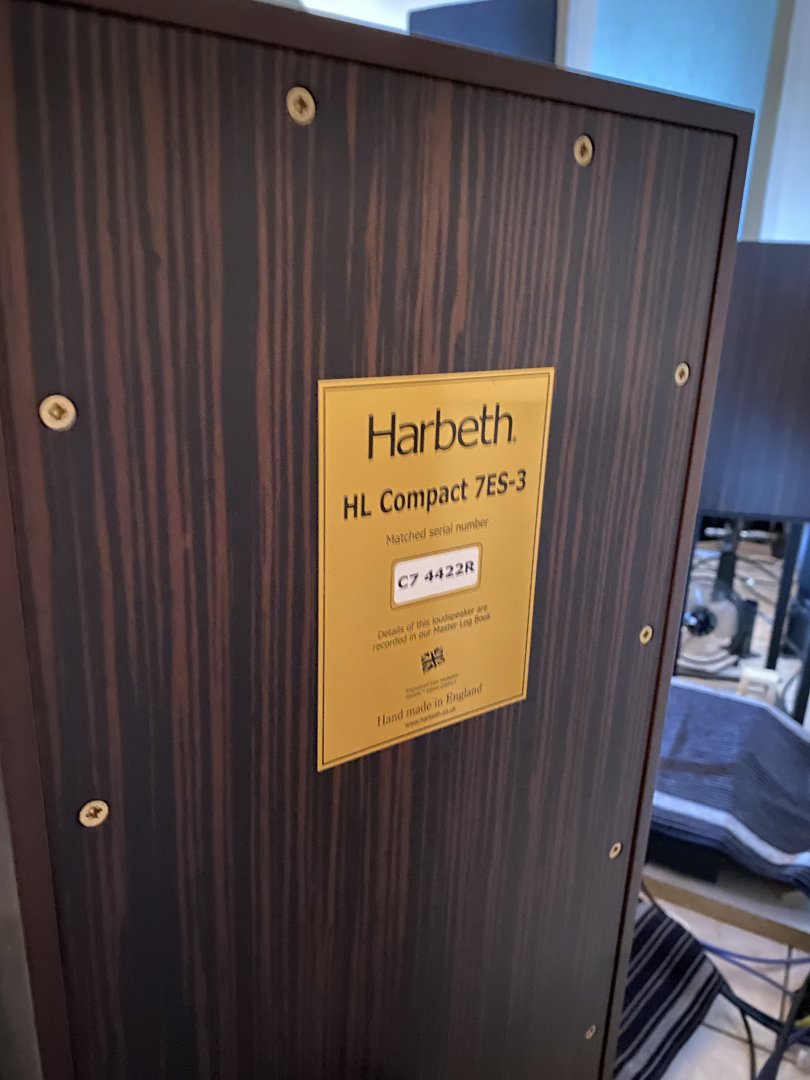 Harbeth
HL Compact 7ES-3
Matched serial number
C7 4422R
Details of this loudspeaker are
recorded in our Master Log Book
Hand made in England
www.harbeth.co.uk